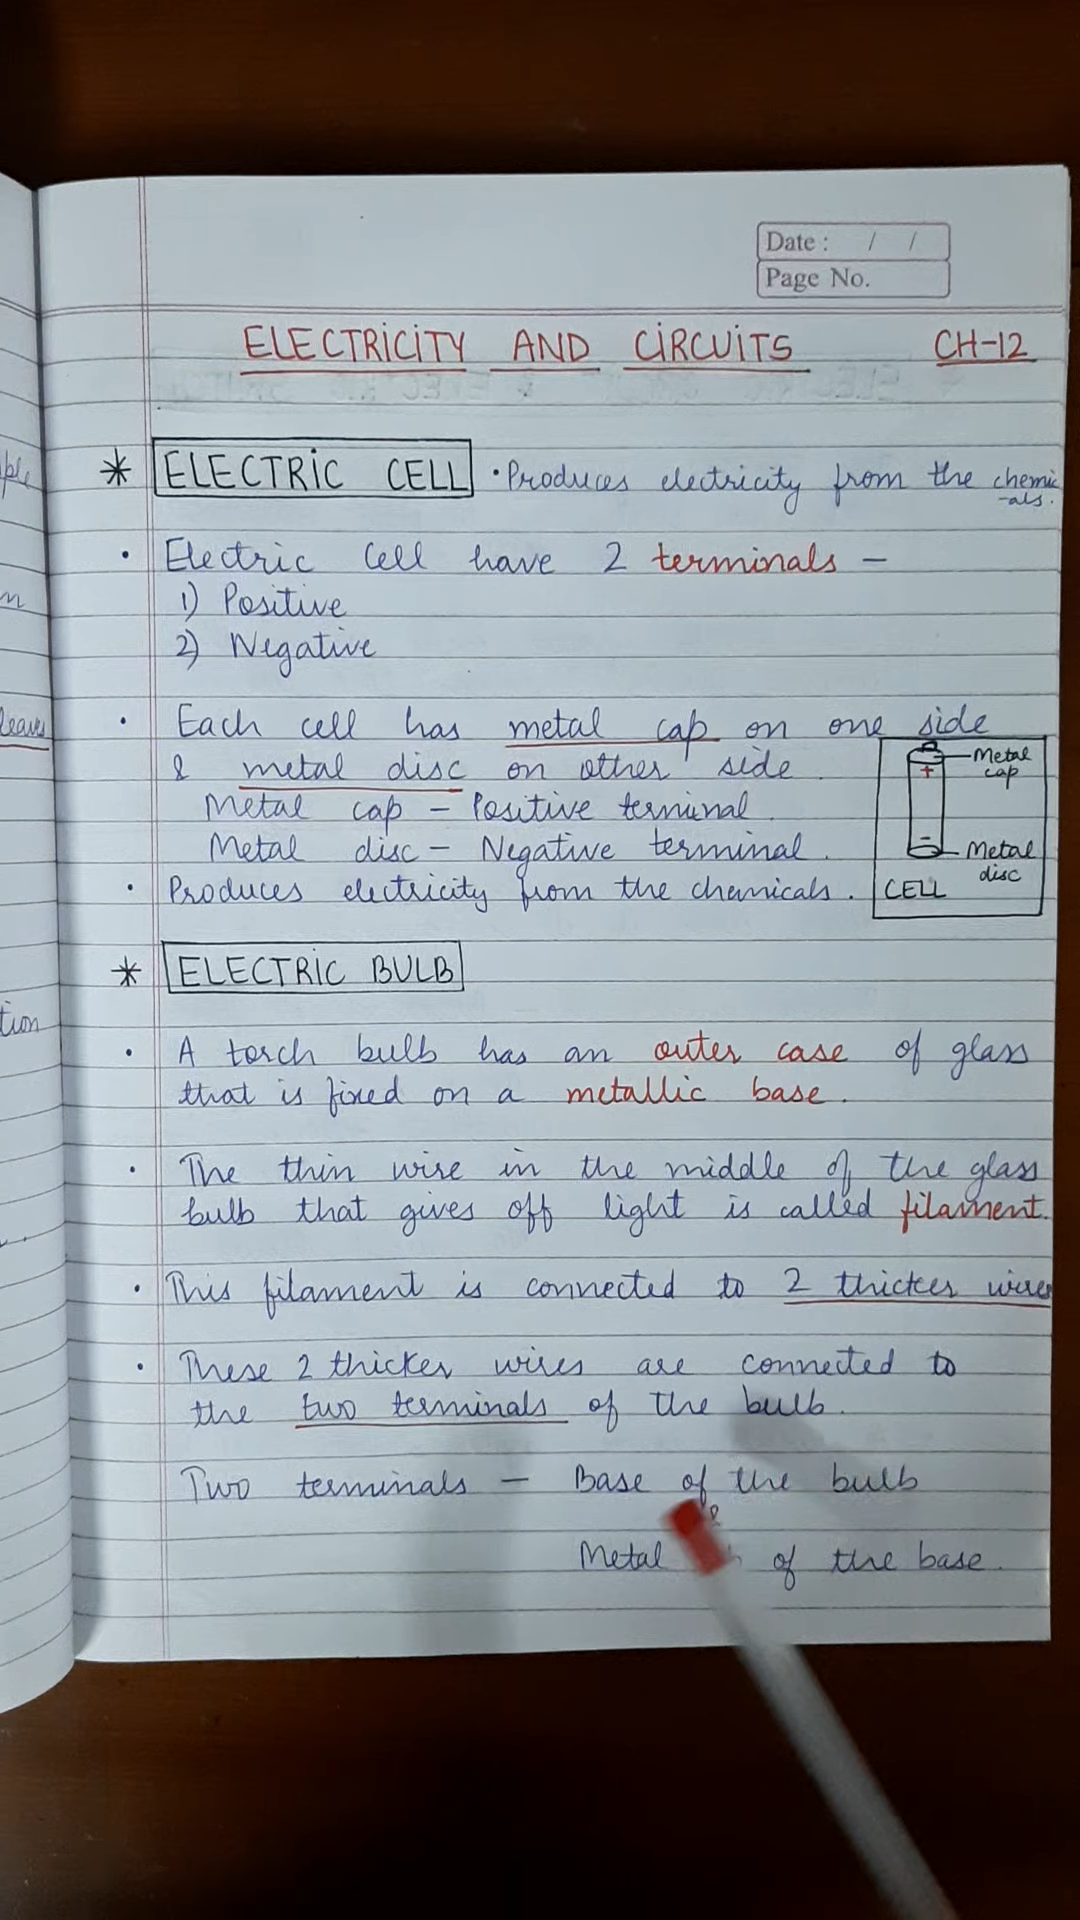 Date : / /
Page No.
ELECTRICITY AND CIRCUITS CH-12
* ELECTRIC CELL • Produces electricity from the chemic
-als.
• Electric cell have 2 terminals –
1) Positive
2) Negative
• Each cell has metal cap on one side
& metal disc on other side.
Metal cap – Positive terminal.
Metal disc – Negative terminal.
• Produces electricity from the chemicals.
Metal
cap
+
-
Metal
disc
CELL
* ELECTRIC BULB
• A torch bulb has an outer case of glass
that is fixed on a metallic base.
• The thin wire in the middle of the glass
bulb that gives off light is called filament.
• This filament is connected to 2 thicker wires
• These 2 thicker wires are connected to
the two terminals of the bulb.
Two terminals – Base of the bulb
Metal of the base.
leaves
tion